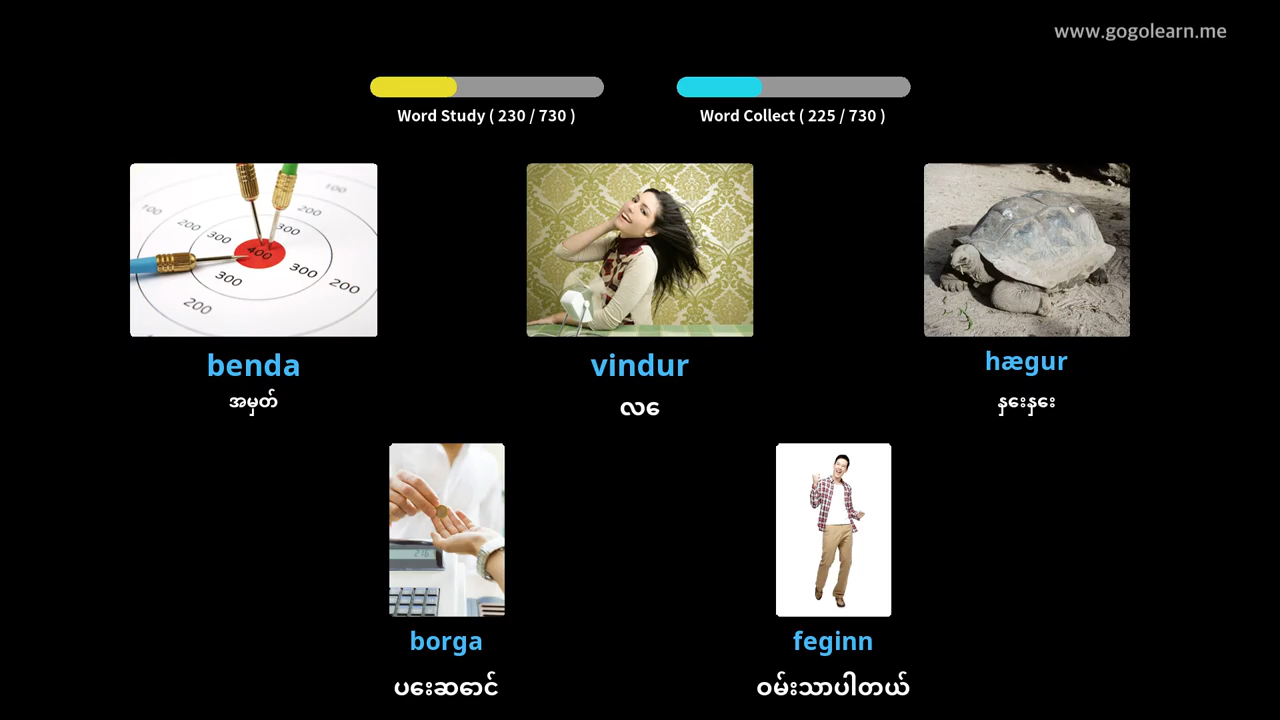 www.gogolearn.me
Word Study ( 230 / 730 )
Word Collect ( 225 / 730 )
100
100
200
200
300
300
400
300
300
200
200
benda
vindur
hægur
အမှတ်
လေ
နှေးနှေး
216
borga
feginn
ပေးဆောင်
ဝမ်းသာပါတယ်